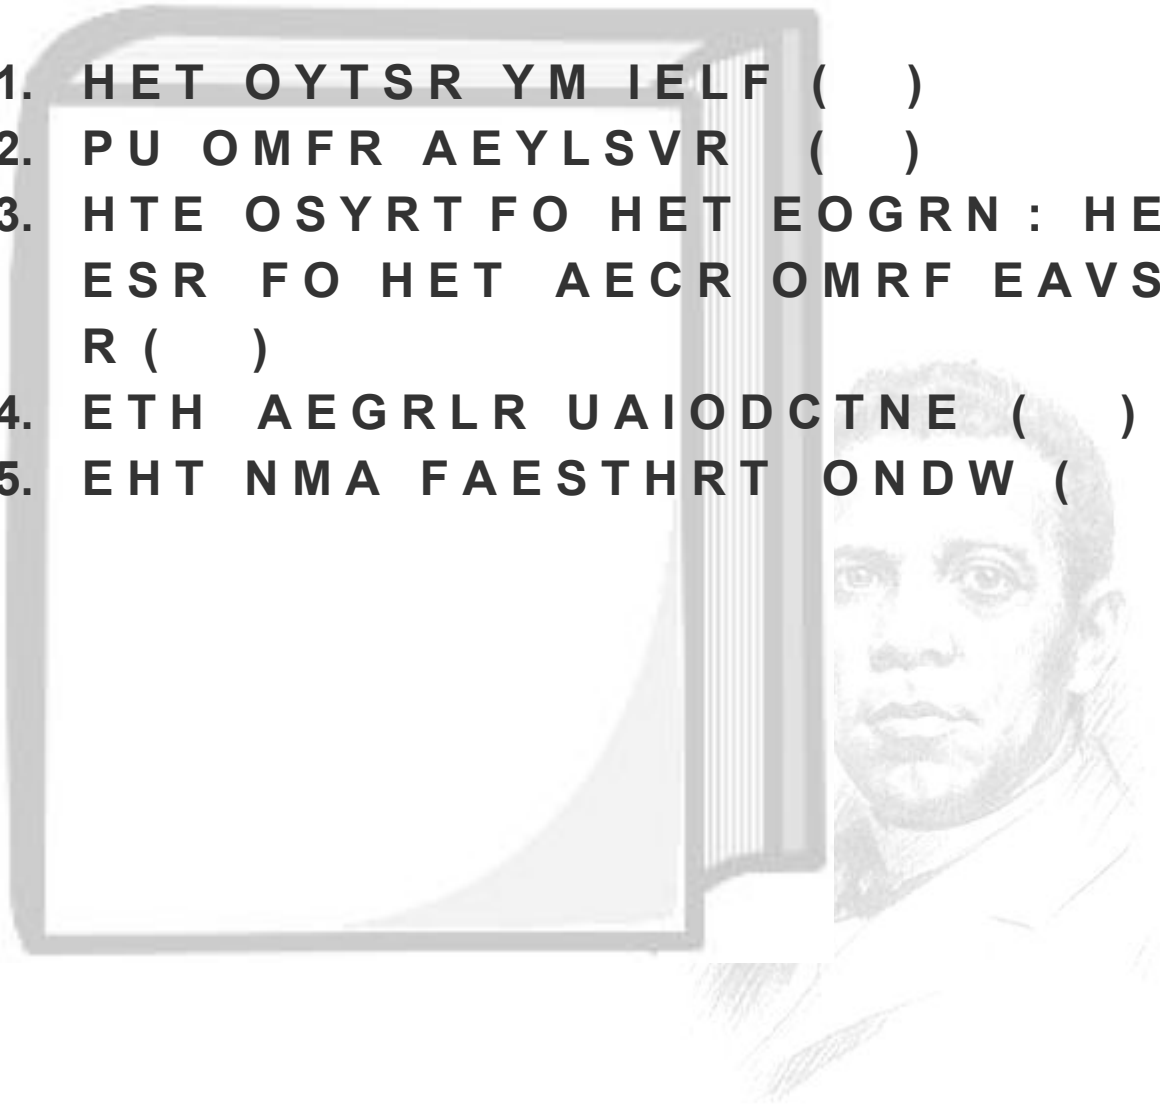 1. HET OYTSR YM IELF ( )
2. PU OMFR AEYLSVR ( )
3. HTE OSYRT FO HET EOGRN : HE
ESR FO HET AECR OMRF EAVS
R ( )
4. ETH AEGRLR UAIODCTNE ( )
5. EHT NMA FAESTHRT ONDW (